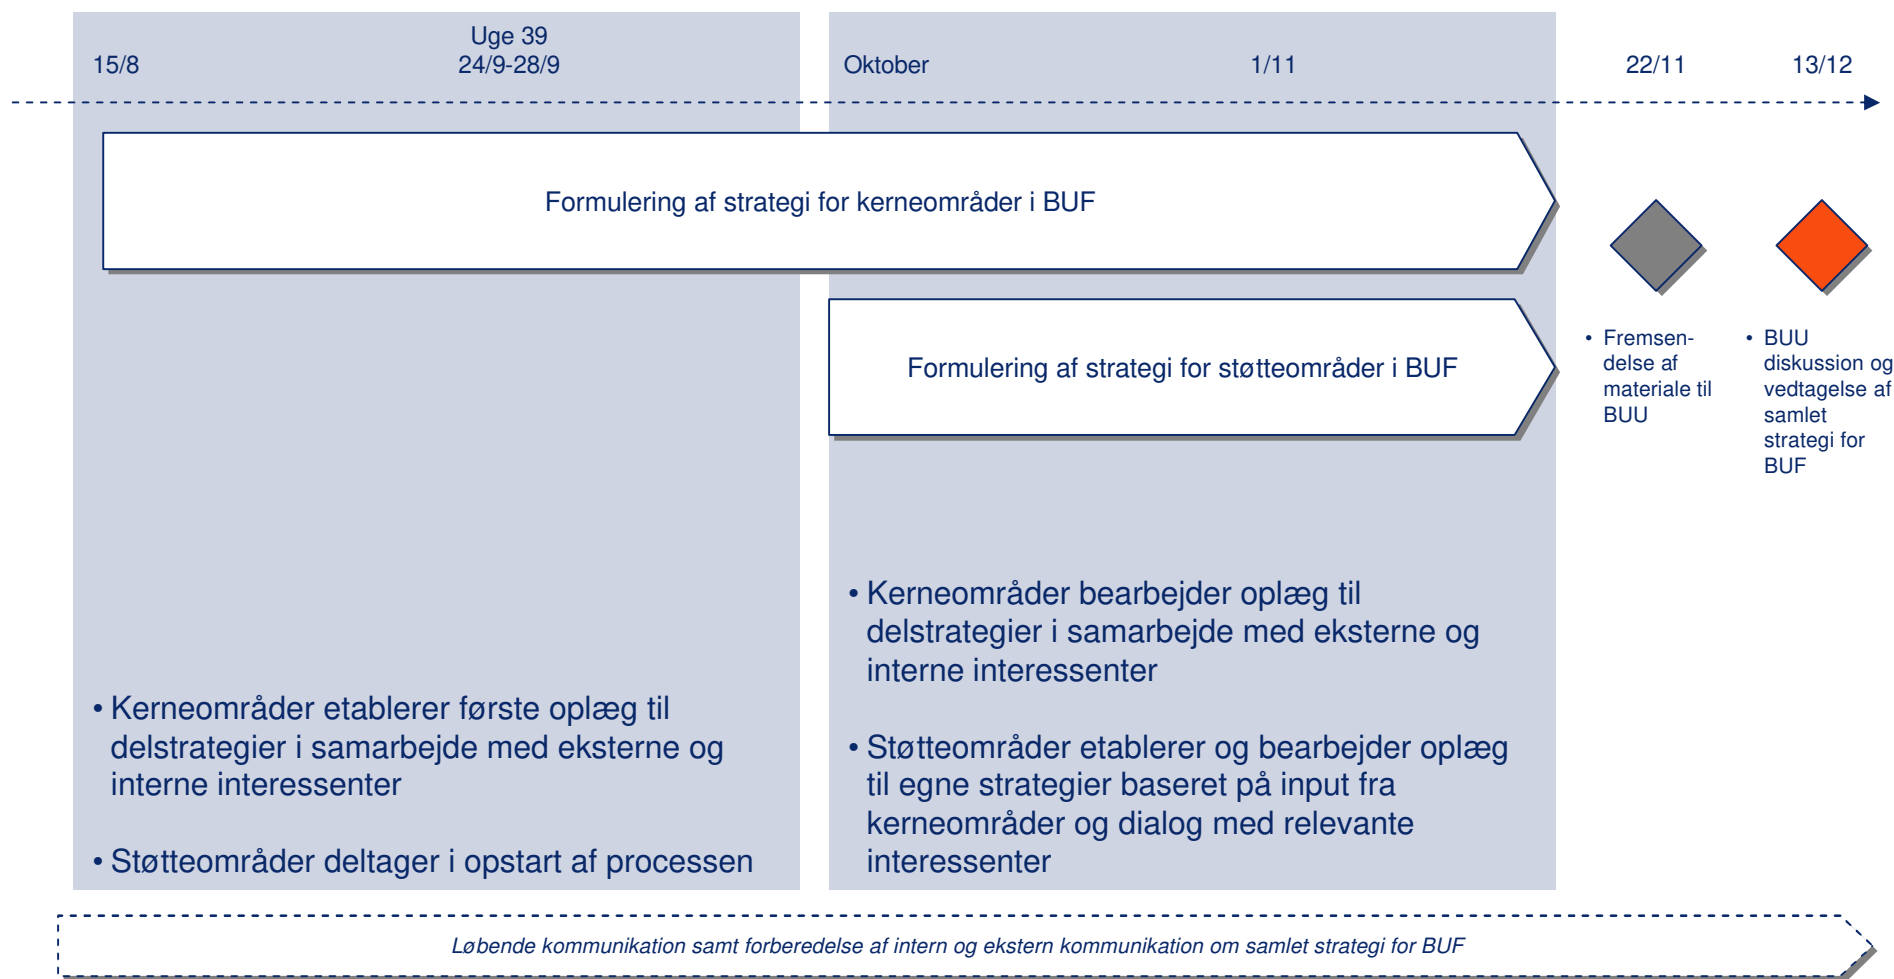 Uge 39
15/8
24/9-28/9
Oktober
1/11
22/11
13/12
Formulering af strategi for kerneområder i BUF
Formulering af strategi for støtteområder i BUF
• Fremsen-
delse af
materiale til
BUU
• BUU
diskussion og
vedtagelse af
samlet
strategi for
BUF
• Kerneområder etablerer første oplæg til
delstrategier i samarbejde med eksterne og
interne interessenter
• Støtteområder deltager i opstart af processen
• Kerneområder bearbejder oplæg til
delstrategier i samarbejde med eksterne og
interne interessenter
• Støtteområder etablerer og bearbejder oplæg
til egne strategier baseret på input fra
kerneområder og dialog med relevante
interessenter
Løbende kommunikation samt forberedelse af intern og ekstern kommunikation om samlet strategi for BUF